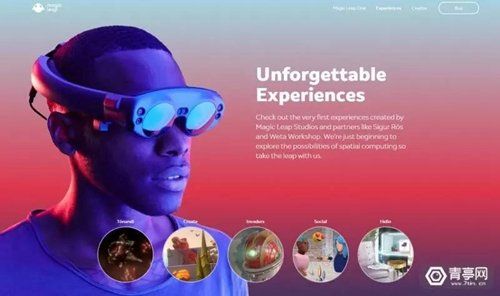 magic leap
Magic Leap One Experiences Creator Buy
Unforgettable
Experiences
Check out the very first experiences created by
Magic Leap Studios and partners like Sigur Rós
and Weta Workshop. We're just beginning to
explore the possibilities of spatial computing so
take the leap with us.
Tónandi Create Invaders Social Helio
青亭网
www.7tin.cn